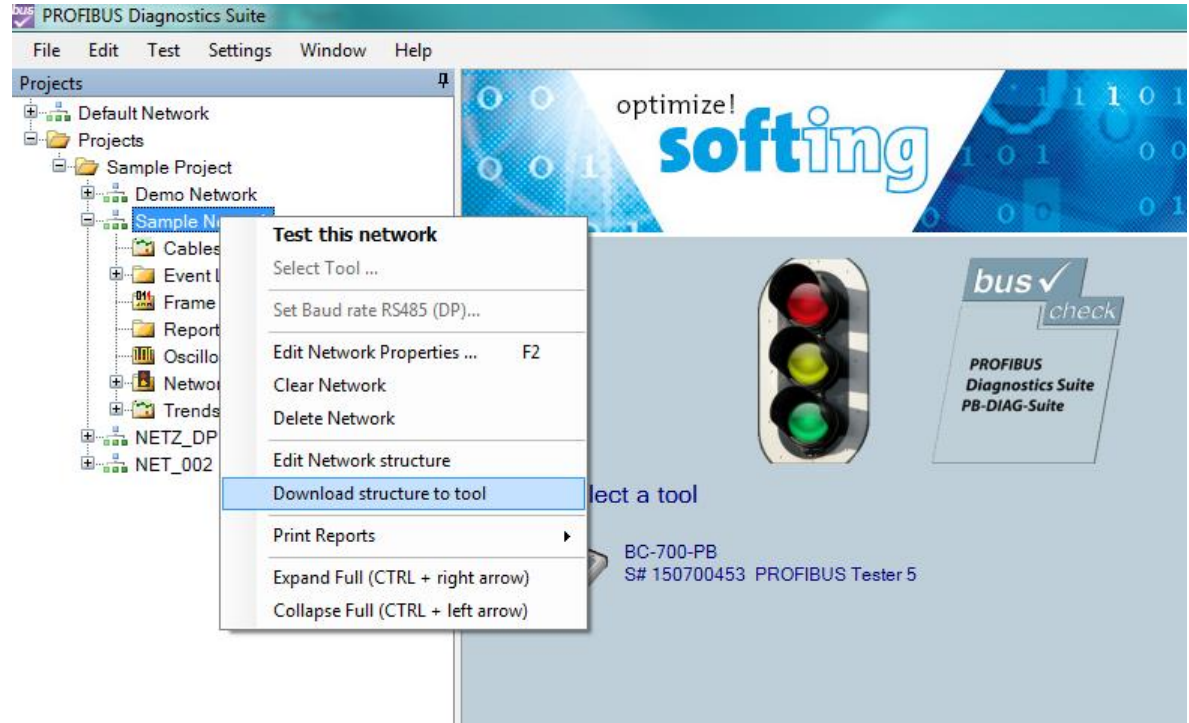 bus PROFIBUS Diagnostics Suite
File Edit Test Settings Window Help
Projects
Default Network
Projects
Sample Project
Demo Network
Sample N
Cables
Event L
Frame
Report
Oscillo
Networ
Trends
NETZ_DP
NET_002
Test this network
Select Tool ...
Set Baud rate RS485 (DP)...
Edit Network Properties ... F2
Clear Network
Delete Network
Edit Network structure
Download structure to tool
Print Reports
Expand Full (CTRL + right arrow)
Collapse Full (CTRL + left arrow)
optimize!
softing
bus
check
PROFIBUS
Diagnostics Suite
PB-DIAG-Suite
lect a tool
BC-700-PB
S# 150700453 PROFIBUS Tester 5